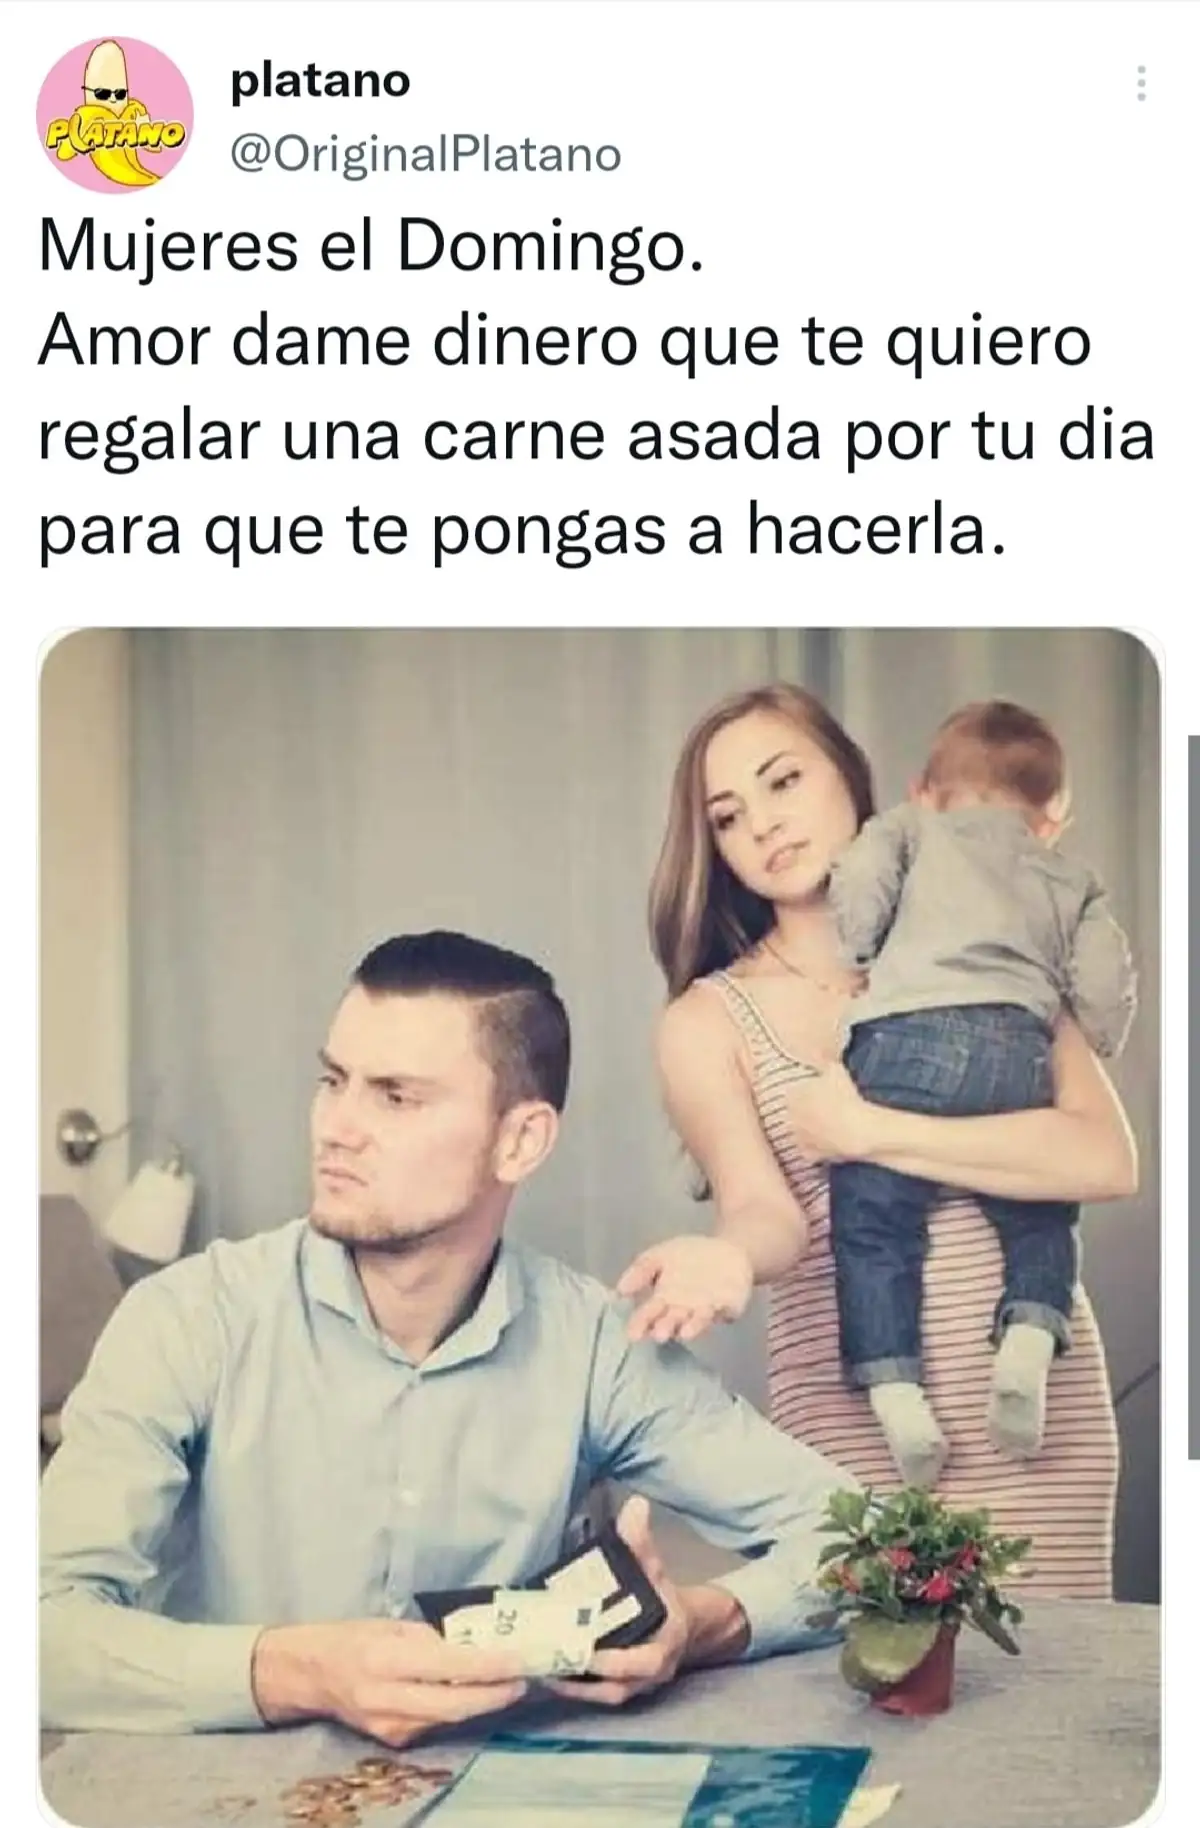 PLATANO
platano
@OriginalPlatano
Mujeres el Domingo.
Amor dame dinero que te quiero
regalar una carne asada por tu dia
para que te pongas a hacerla.
20